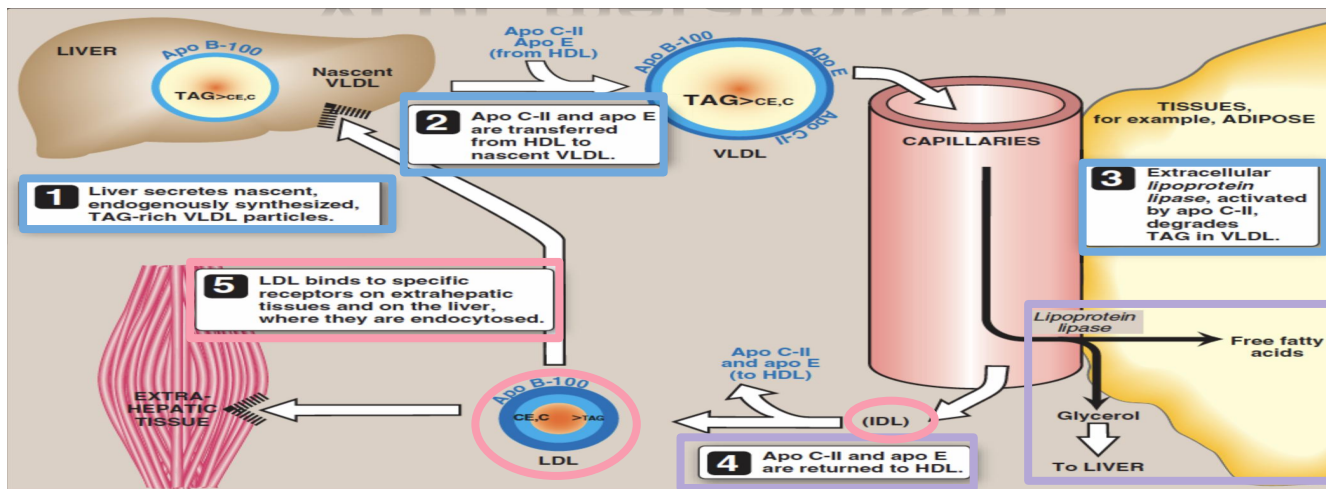 LIVER
Apo B-100
TAG>CE,C
Nascent
VLDL
Apo C-II
Apo E
(from HDL)
2 Apo C-II and apo E
are transferred
from HDL to
nascent VLDL.
Apo B-100
Apo E
Apo C-II
TAG>CE,C
VLDL
CAPILLARIES
TISSUES,
for example, ADIPOSE
1 Liver secretes nascent,
endogenously synthesized,
TAG-rich VLDL particles.
3 Extracellular
lipoprotein
lipase, activated
by apo C-II,
degrades
TAG in VLDL.
5 LDL binds to specific
receptors on extrahepatic
tissues and on the liver,
where they are endocytosed.
Lipoprotein
lipase
Free fatty
acids
Glycerol
To LIVER
Apo C-II
and apo E
(to HDL)
(IDL)
4 Apo C-II and apo E
are returned to HDL.
Apo B-100
CE,C >TAG
LDL
EXTRA-
HEPATIC
TISSUE